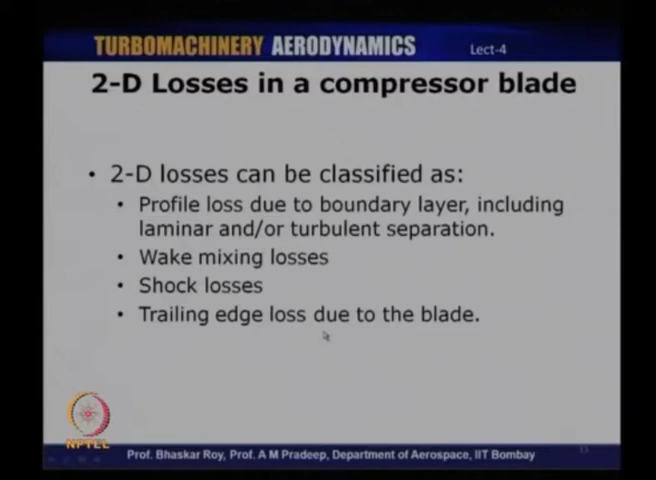 TURBOMACHINERY AERODYNAMICS Lect-4
2-D Losses in a compressor blade
• 2-D losses can be classified as:
• Profile loss due to boundary layer, including
laminar and/or turbulent separation.
• Wake mixing losses
• Shock losses
• Trailing edge loss due to the blade.
NPTEL
Prof. Bhaskar Roy, Prof. A M Pradeep, Department of Aerospace, IIT Bombay